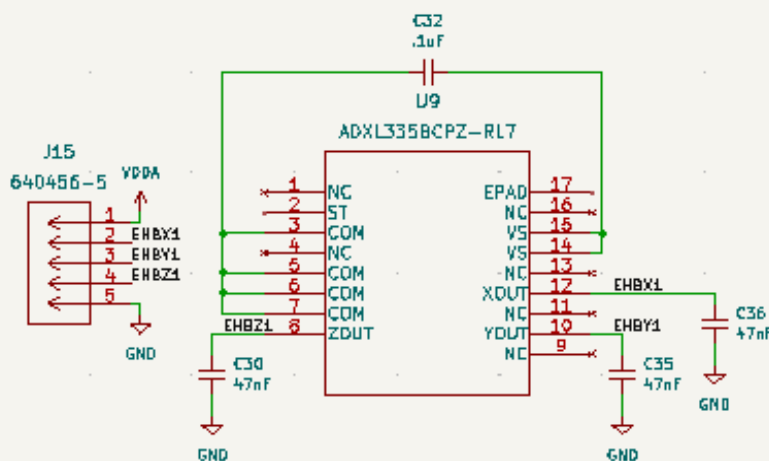 C32
.1uF
U9
ADXL335BCPZ-RL7
J15
640456-5
VDDA
1
2 EHBX1
3 EHBY1
4 EHBZ1
5
GND
1 NC
2 ST
3 COM
4 NC
5 COM
6 COM
7 COM
EHBZ1 8 ZOUT
EPAD 17
NC 16
VS 15
VS 14
NC 13
XOUT 12 EHBX1
NC 11
YOUT 10 EHBY1
NC 9
C30
47nF
GND
C35
47nF
GND
C36
47nF
GND